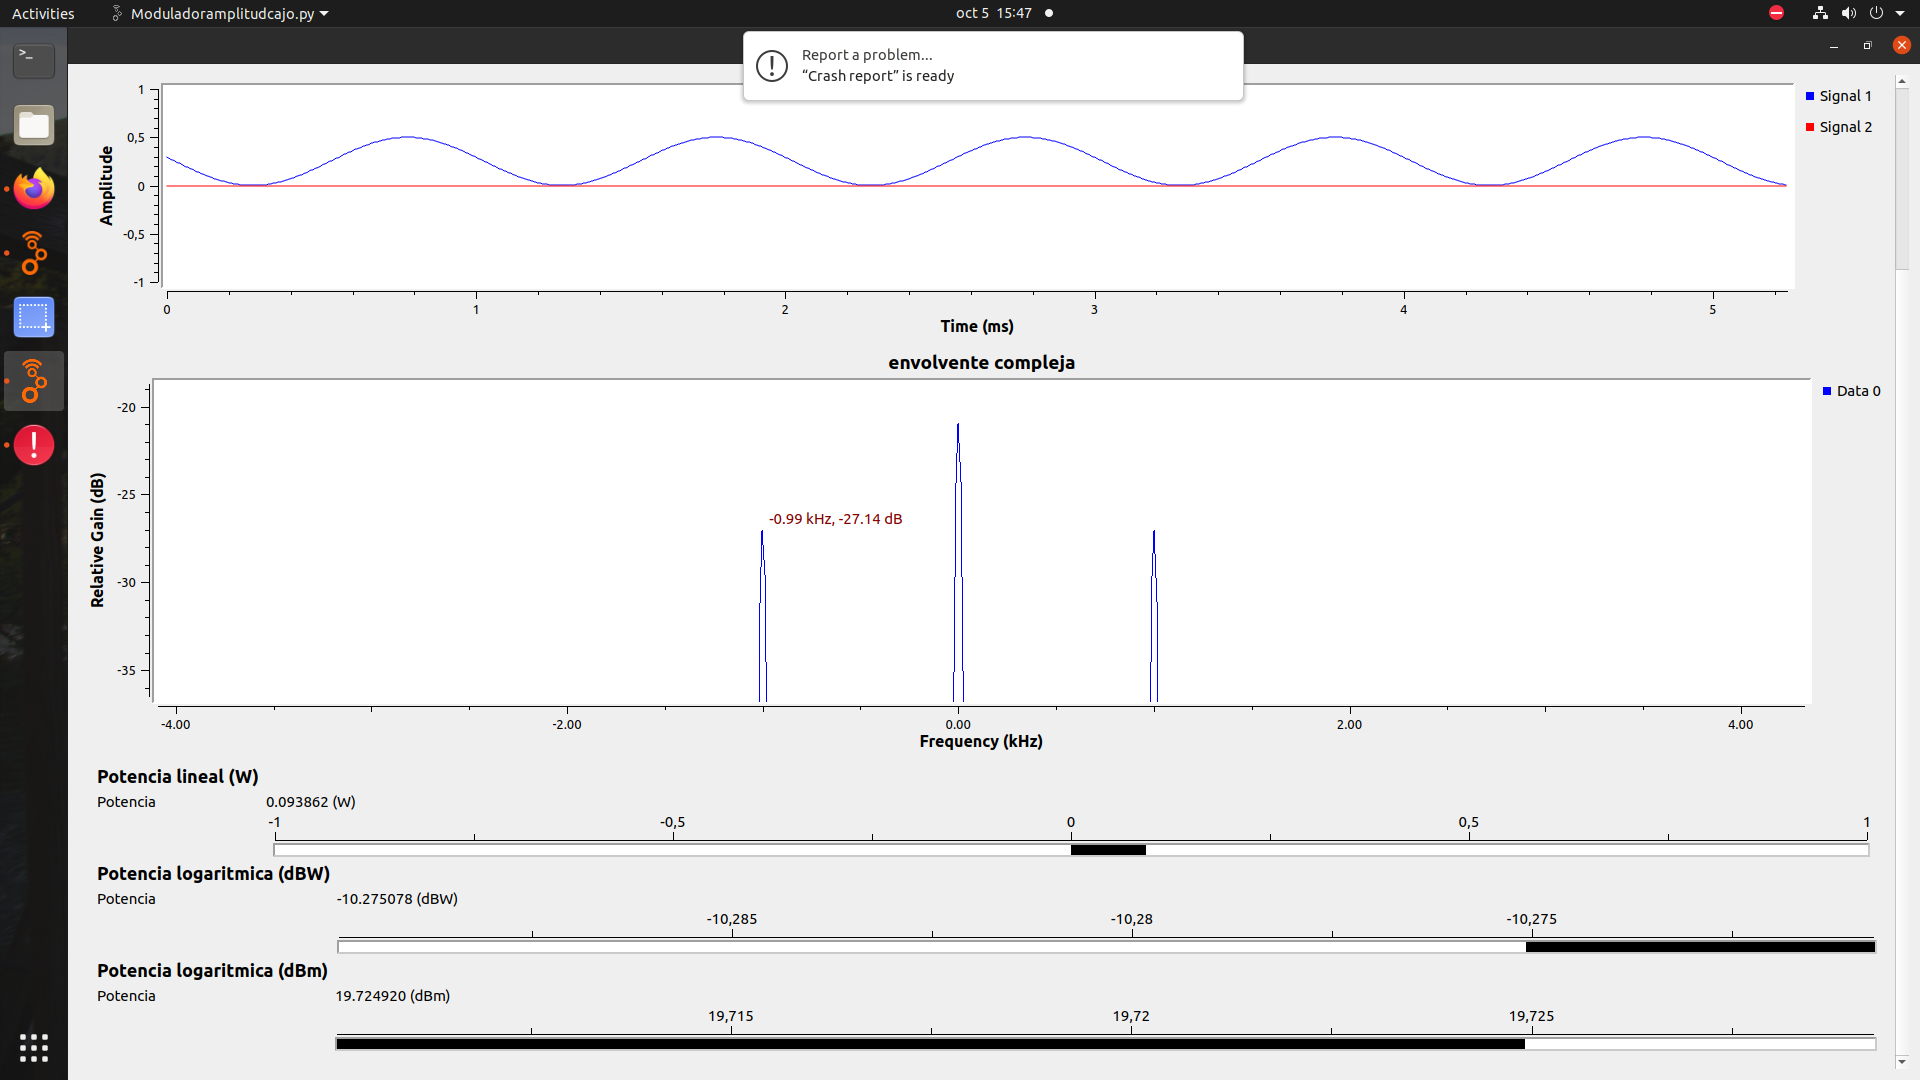 Activities
Moduladoramplitudcajo.py
oct 5 15:47
Report a problem...
“Crash report” is ready
1
0,5
0
-0,5
-1
Amplitude
0 1 2 3 4 5
Time (ms)
Signal 1
Signal 2
envolvente compleja
-20
-25
-30
-35
Relative Gain (dB)
-0.99 kHz, -27.14 dB
Data 0
-4.00 -2.00 0.00 2.00 4.00
Frequency (kHz)
Potencia lineal (W)
Potencia 0.093862 (W)
-1 -0,5 0 0,5 1
Potencia logaritmica (dBW)
Potencia -10.275078 (dBW)
-10,285 -10,28 -10,275
Potencia logaritmica (dBm)
Potencia 19.724920 (dBm)
19,715 19,72 19,725